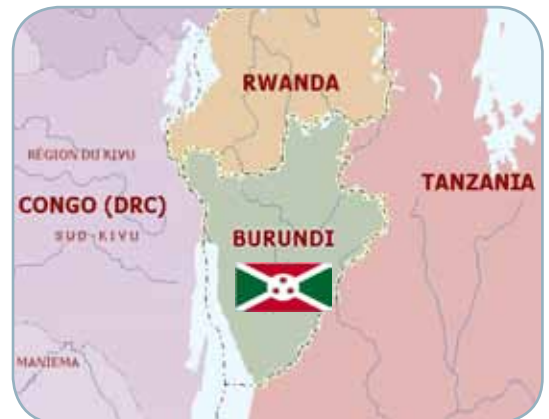 RWANDA
RÉGION DU KIVU
TANZANIA
CONGO (DRC)
SUD-KIVU
BURUNDI
MANIEMA